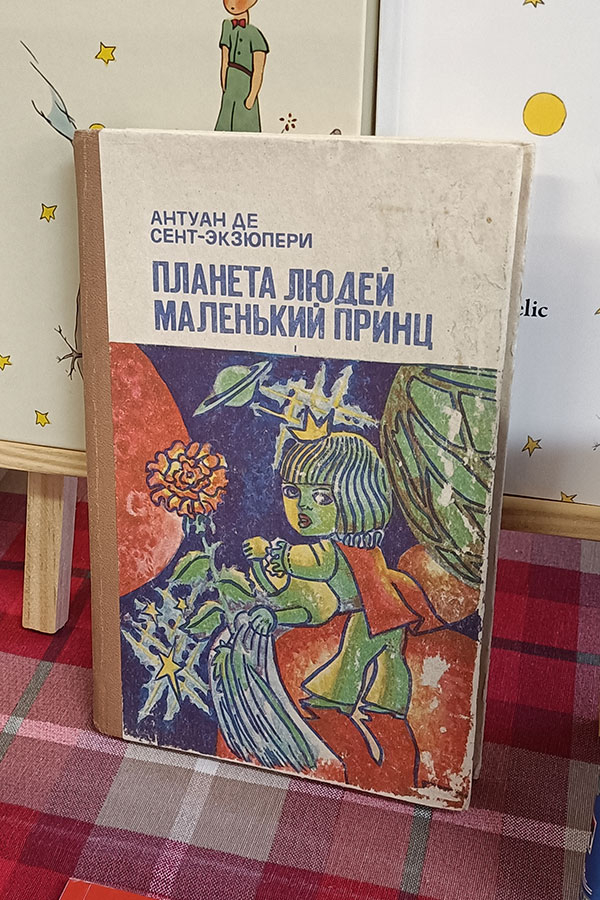 АНТУАН ДЕ
СЕНТ-ЭКЗЮПЕРИ
ПЛАНЕТА ЛЮДЕЙ
МАЛЕНЬКИЙ ПРИНЦ